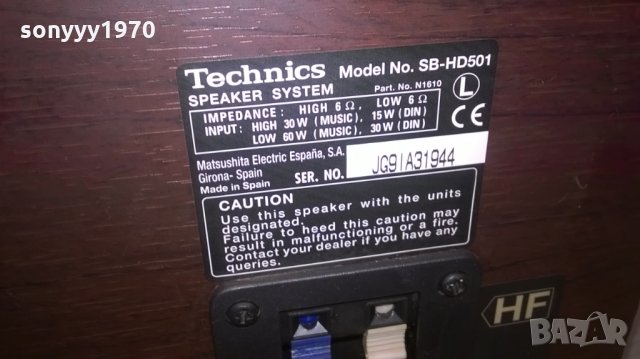 sonyyy1970
Technics Model No. SB-HD501
SPEAKER SYSTEM Part. No. N1610
IMPEDANCE: HIGH 6 Ω, LOW 6 Ω
INPUT: HIGH 30 W (MUSIC), 15 W (DIN)
LOW 60 W (MUSIC), 30 W (DIN)
L
CE
Matsushita Electric España, S.A.
Girona- Spain
Made in Spain
SER. NO. JG9IA31944
CAUTION
Use this speaker with the units
designated.
Failure to heed this caution may
result in malfunctioning or a fire.
Contact your dealer if you have any
queries.
HF
BAZAR